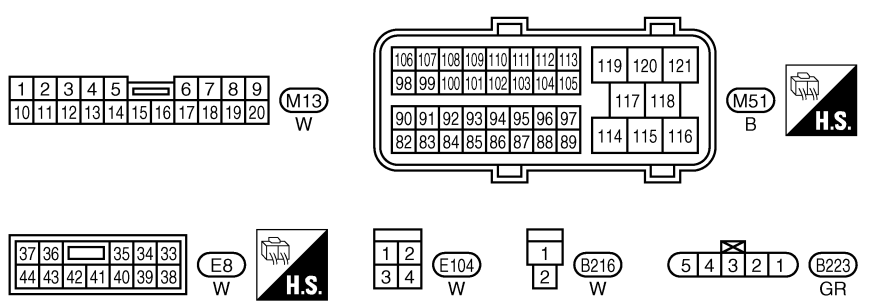 1 2 3 4 5 6 7 8 9
10 11 12 13 14 15 16 17 18 19 20
M13
W
106 107 108 109 110 111 112 113
98 99 100 101 102 103 104 105
90 91 92 93 94 95 96 97
82 83 84 85 86 87 88 89
119 120 121
117 118
114 115 116
M51
B
H.S.
37 36 35 34 33
44 43 42 41 40 39 38
E8
W
H.S.
1 2
3 4
E104
W
1
2
B216
W
5 4 3 2 1
B223
GR